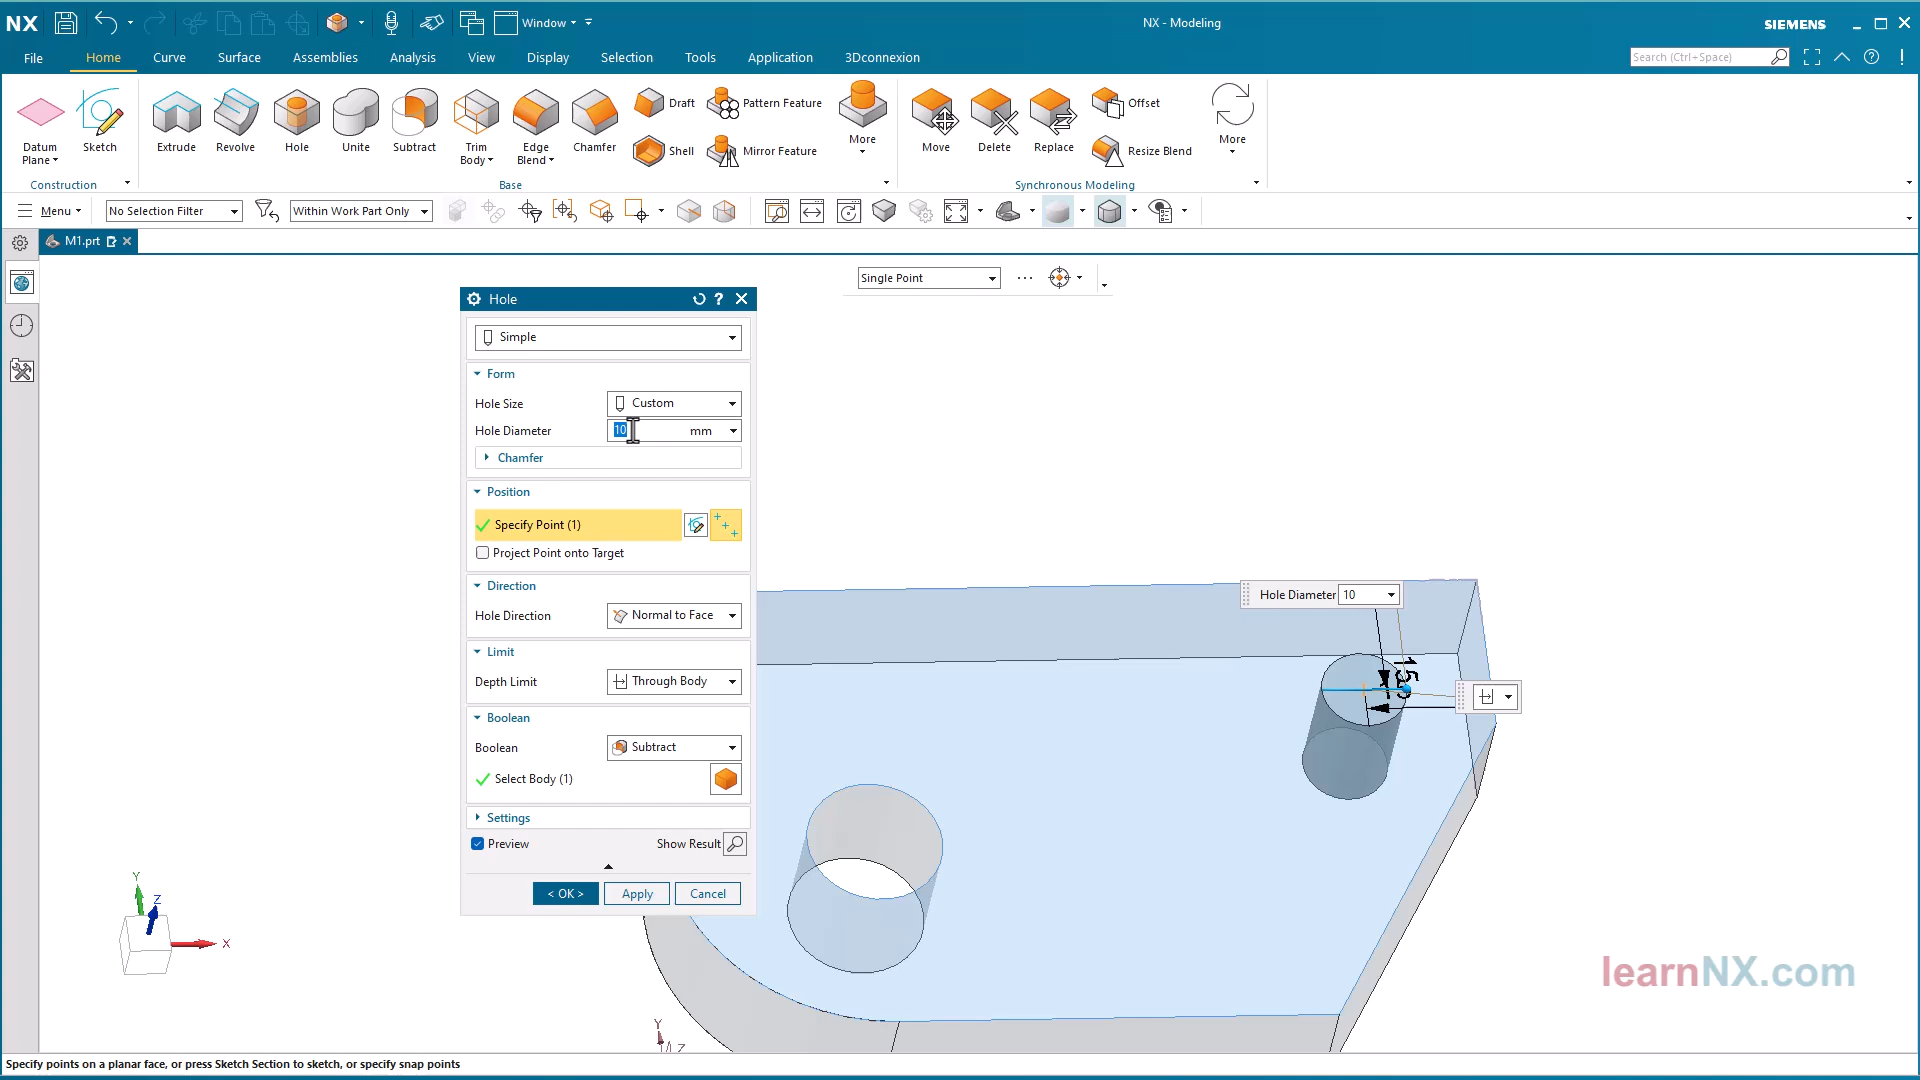 NX
Window
NX - Modeling
SIEMENS
File
Home
Curve
Surface
Assemblies
Analysis
View
Display
Selection
Tools
Application
3Dconnexion
Search (Ctrl+Space)
Datum Plane
Sketch
Extrude
Revolve
Hole
Unite
Subtract
Trim Body
Edge Blend
Chamfer
Draft
Shell
Pattern Feature
Mirror Feature
More
Move
Delete
Replace
Offset
Resize Blend
More
Construction
Base
Synchronous Modeling
Menu
No Selection Filter
Within Work Part Only
M1.prt
Single Point
Hole
Simple
Form
Hole Size
Custom
Hole Diameter
10
mm
Chamfer
Position
Specify Point (1)
Project Point onto Target
Direction
Hole Direction
Normal to Face
Limit
Depth Limit
Through Body
Boolean
Boolean
Subtract
Select Body (1)
Settings
Preview
Show Result
< OK >
Apply
Cancel
Hole Diameter 10
15
Y
Z
X
Y
Z
learnNX.com
Specify points on a planar face, or press Sketch Section to sketch, or specify snap points